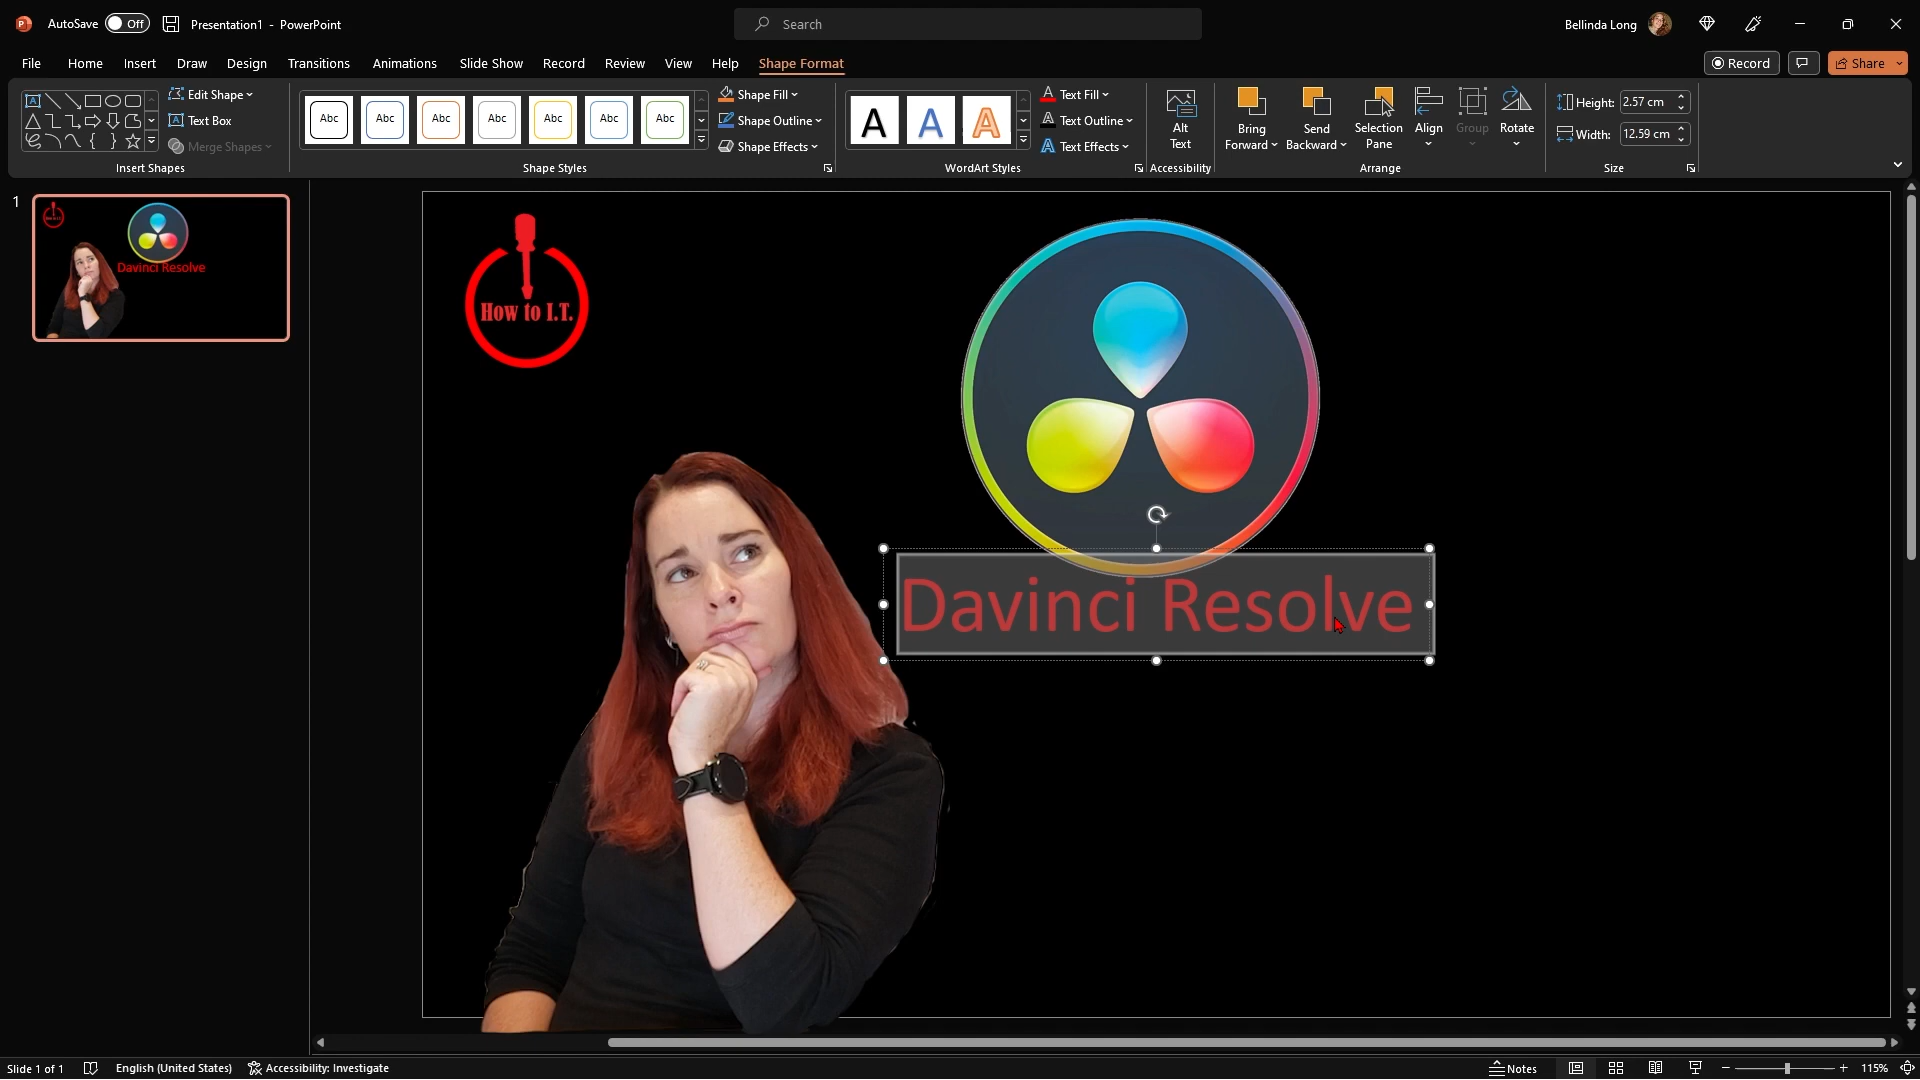 AutoSave Off Presentation1 - PowerPoint Search Bellinda Long
File Home Insert Draw Design Transitions Animations Slide Show Record Review View Help Shape Format Record Share
Edit Shape
Text Box
Merge Shapes
Insert Shapes
Abc Abc Abc Abc Abc Abc Abc
Shape Fill
Shape Outline
Shape Effects
Shape Styles
A A A
Text Fill
Text Outline
Text Effects
WordArt Styles
Alt
Text
Accessibility
Bring
Forward
Send
Backward
Selection
Pane
Align
Group
Rotate
Arrange
Height: 2.57 cm
Width: 12.59 cm
Size
1
Davinci Resolve
How to I.T.
Davinci Resolve
Slide 1 of 1 English (United States) Accessibility: Investigate Notes 115%